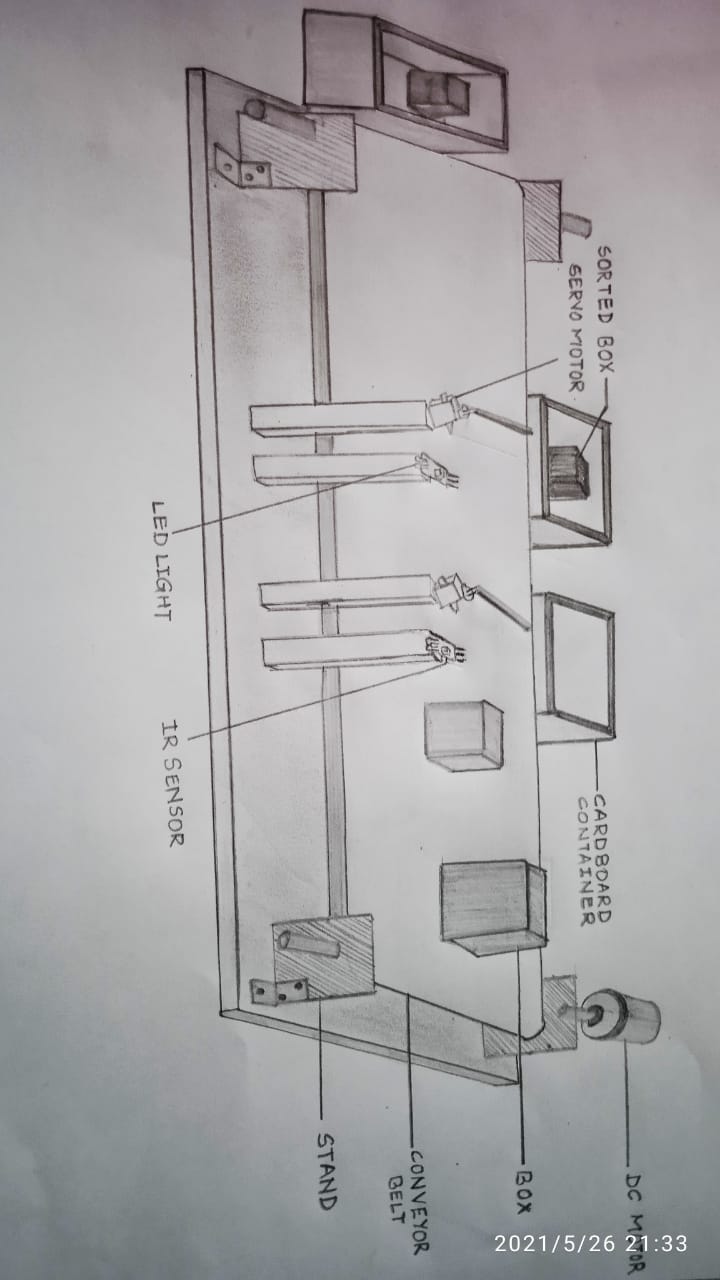 SORTED BOX
SERVO MOTOR
CARDBOARD
CONTAINER
DC MATOR
BOX
CONVEYOR
BELT
STAND
LED LIGHT
IR SENSOR
2021/5/26 21:33